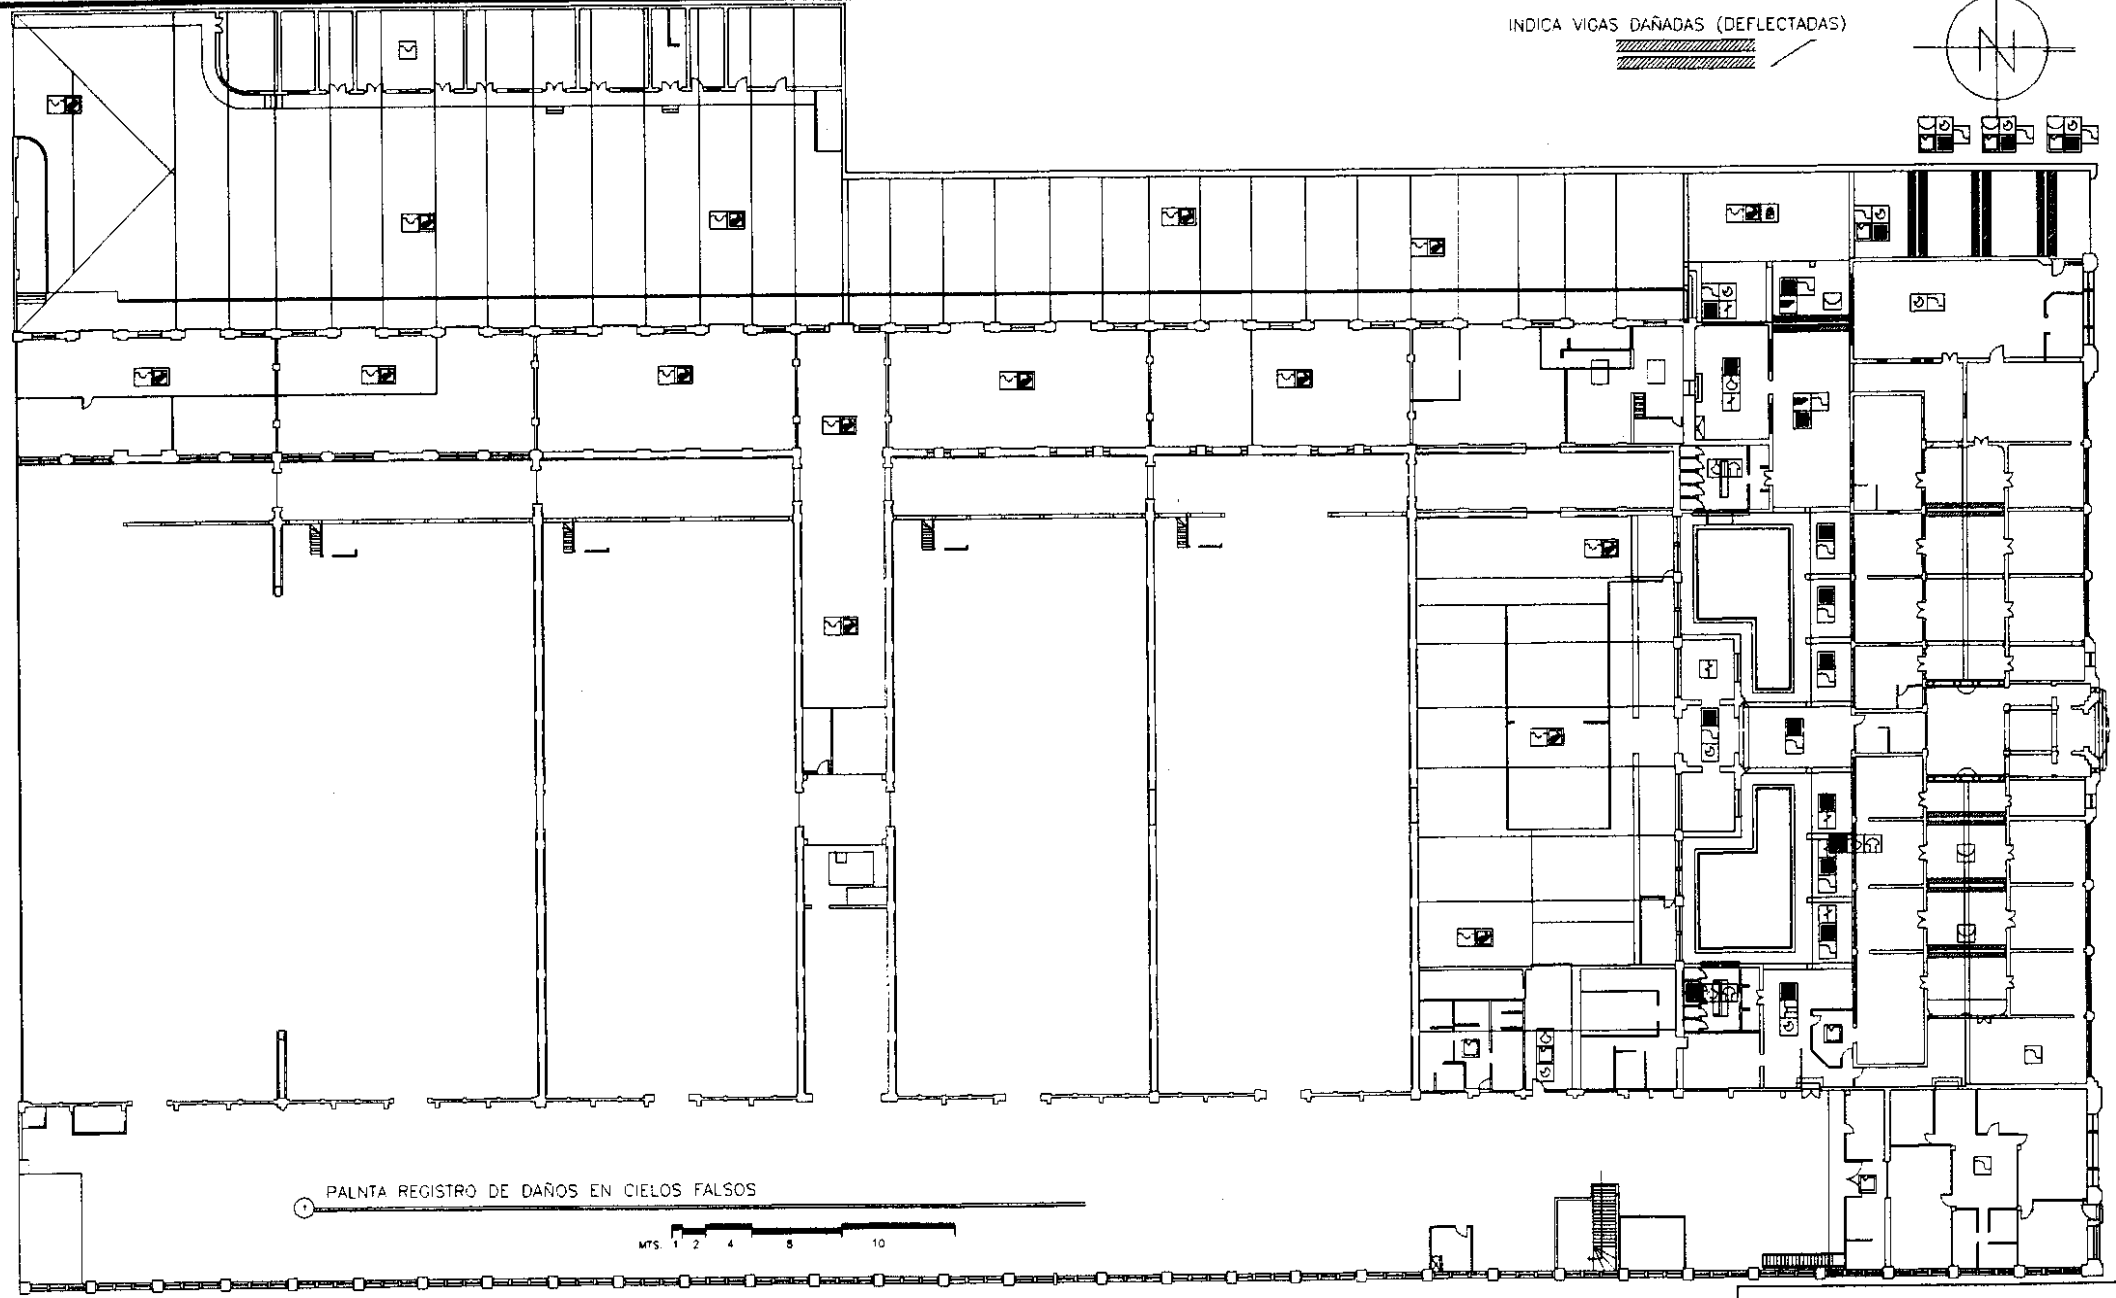 INDICA VIGAS DAÑADAS (DEFLECTADAS)
N
PALNTA REGISTRO DE DAÑOS EN CIELOS FALSOS
MTS. 1 2 4 8 10